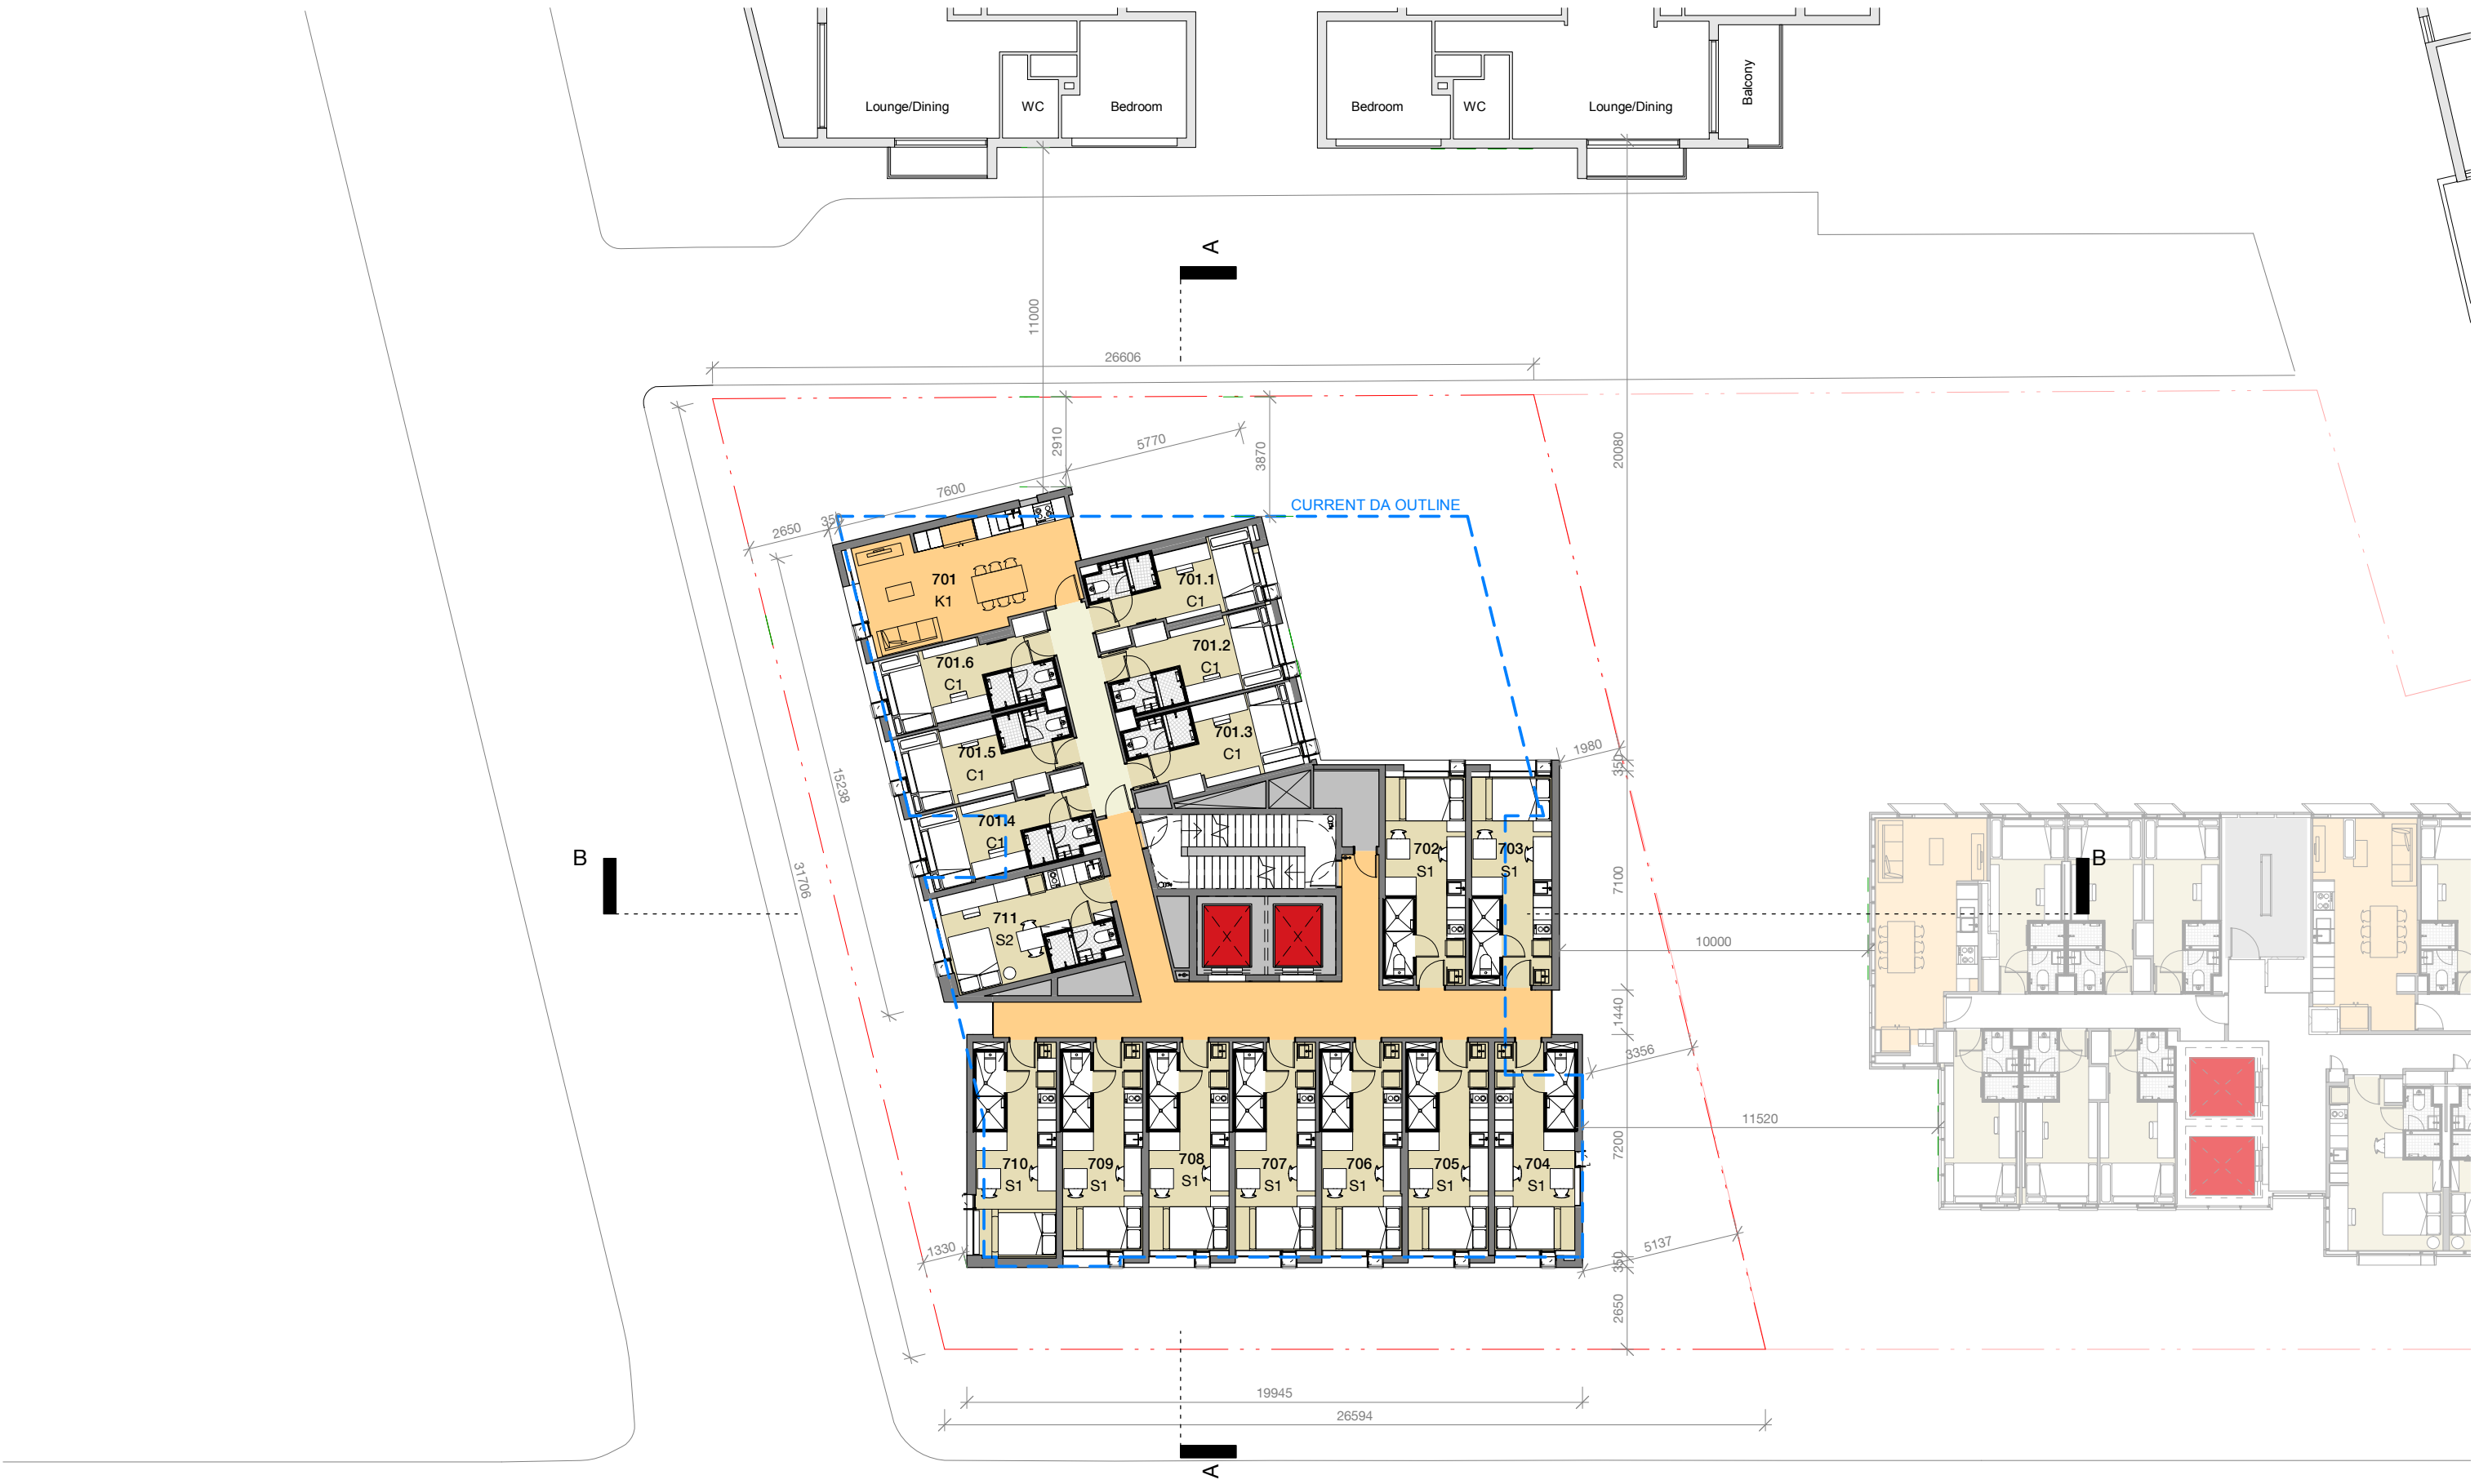 Lounge/Dining
WC
Bedroom
Bedroom
WC
Lounge/Dining
Balcony
A
11000
26606
2910
5770
3870
20080
7600
CURRENT DA OUTLINE
2650
350
701
K1
701.1
C1
701.2
C1
701.6
C1
701.3
C1
701.5
C1
1980
350
15238
701.4
C1
702
S1
703
S1
7100
B
B
31706
711
S2
10000
1440
3356
11520
710
S1
709
S1
708
S1
707
S1
706
S1
705
S1
704
S1
7200
1330
5137
350
2650
19945
26594
A